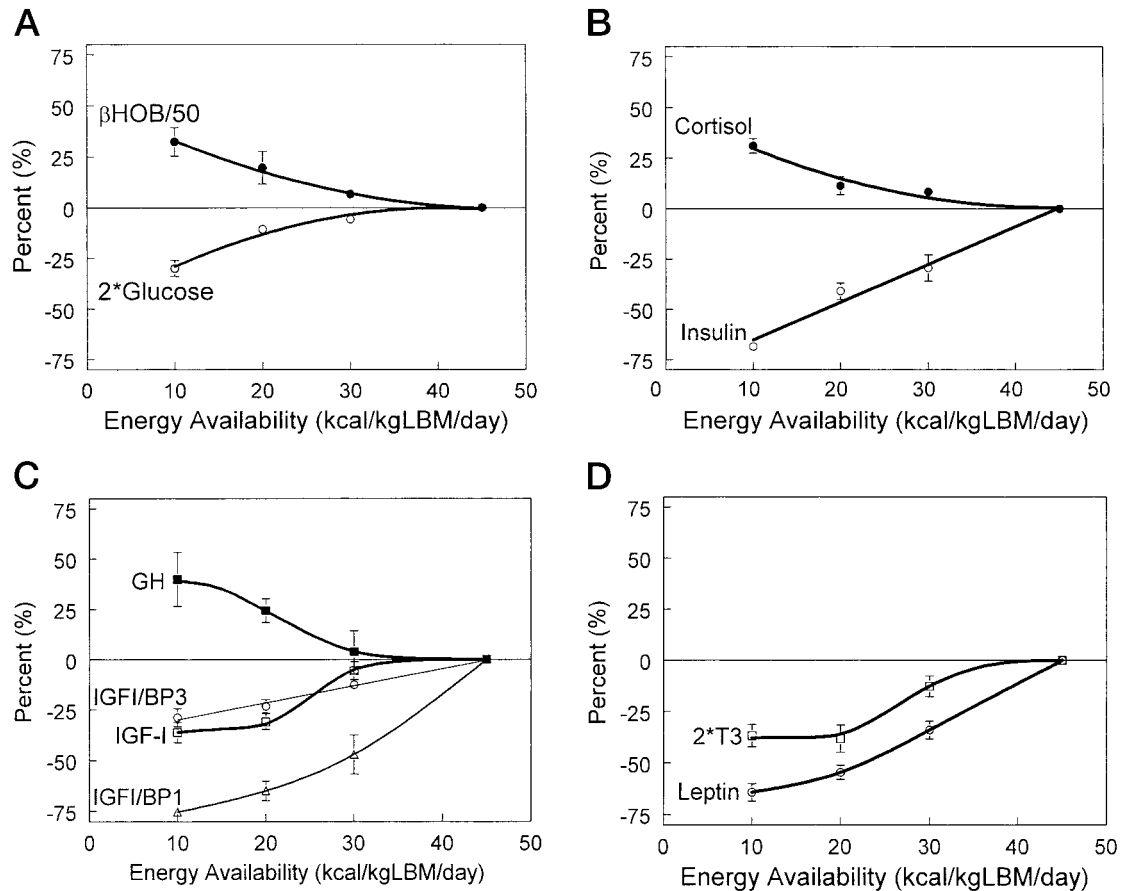 A
75
50
25
0
-25
-50
-75
Percent (%)
βHOB/50
2*Glucose
0 10 20 30 40 50
Energy Availability (kcal/kgLBM/day)
B
75
50
25
0
-25
-50
-75
Percent (%)
Cortisol
Insulin
0 10 20 30 40 50
Energy Availability (kcal/kgLBM/day)
C
75
50
25
0
-25
-50
-75
Percent (%)
GH
IGFI/BP3
IGF-I
IGFI/BP1
0 10 20 30 40 50
Energy Availability (kcal/kgLBM/day)
D
75
50
25
0
-25
-50
-75
Percent (%)
2*T3
Leptin
0 10 20 30 40 50
Energy Availability (kcal/kgLBM/day)